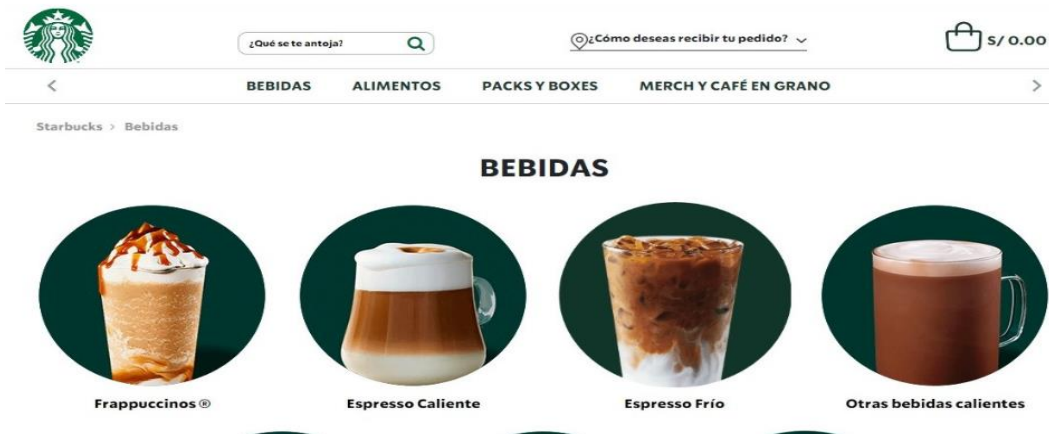 ¿Qué se te antoja?
¿Cómo deseas recibir tu pedido?
S/ 0.00
< BEBIDAS ALIMENTOS PACKS Y BOXES MERCH Y CAFÉ EN GRANO >
Starbucks > Bebidas
BEBIDAS
Frappuccinos®
Espresso Caliente
Espresso Frío
Otras bebidas calientes